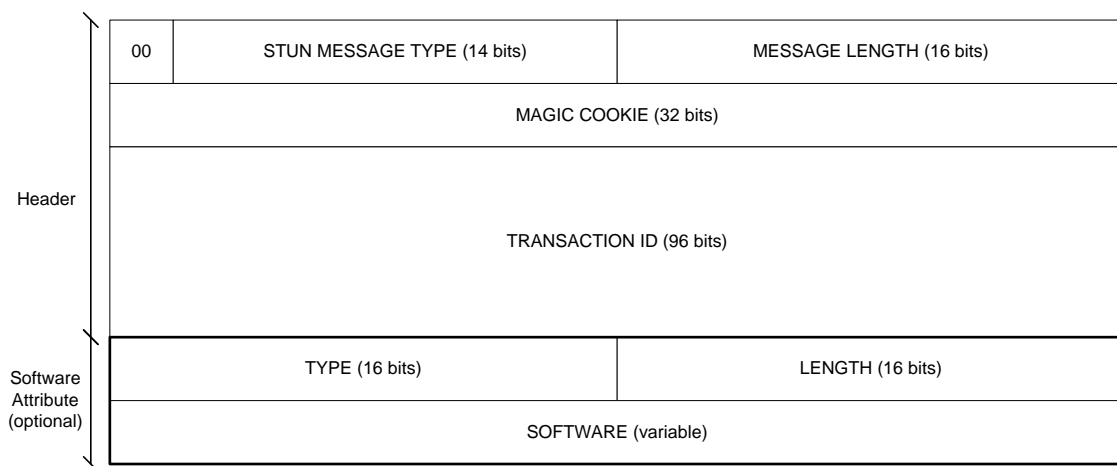 00
STUN MESSAGE TYPE (14 bits)
MESSAGE LENGTH (16 bits)
MAGIC COOKIE (32 bits)
Header
TRANSACTION ID (96 bits)
TYPE (16 bits)
LENGTH (16 bits)
Software
Attribute
(optional)
SOFTWARE (variable)